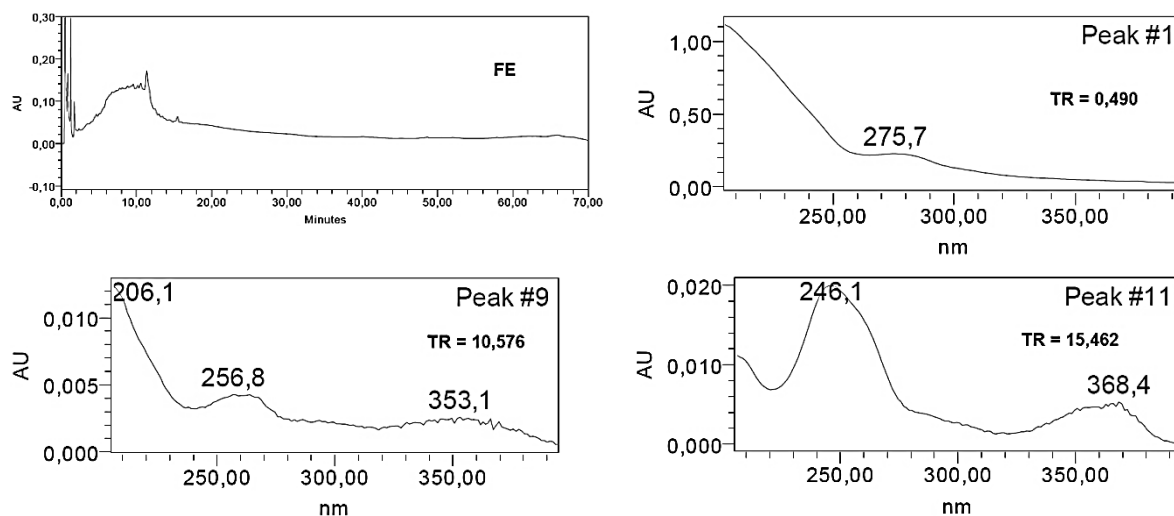 0,30
0,20
0,10
0,00
-0,10
AU
FE
0,00 10,00 20,00 30,00 40,00 50,00 60,00 70,00
Minutes
Peak #1
TR = 0,490
275,7
1,00
0,50
0,00
AU
250,00 300,00 350,00
nm
206,1
Peak #9
TR = 10,576
256,8
353,1
0,010
0,005
0,000
AU
250,00 300,00 350,00
nm
246,1
Peak #11
TR = 15,462
368,4
0,020
0,010
0,000
AU
250,00 300,00 350,00
nm